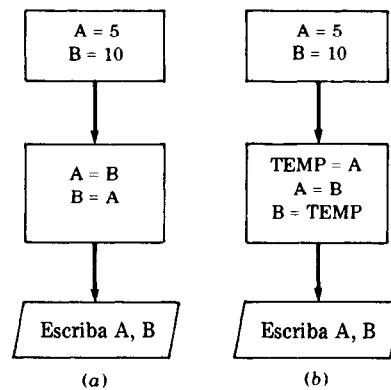 A = 5
B = 10
A = B
B = A
Escriba A, B
(a)
A = 5
B = 10
TEMP = A
A = B
B = TEMP
Escriba A, B
(b)